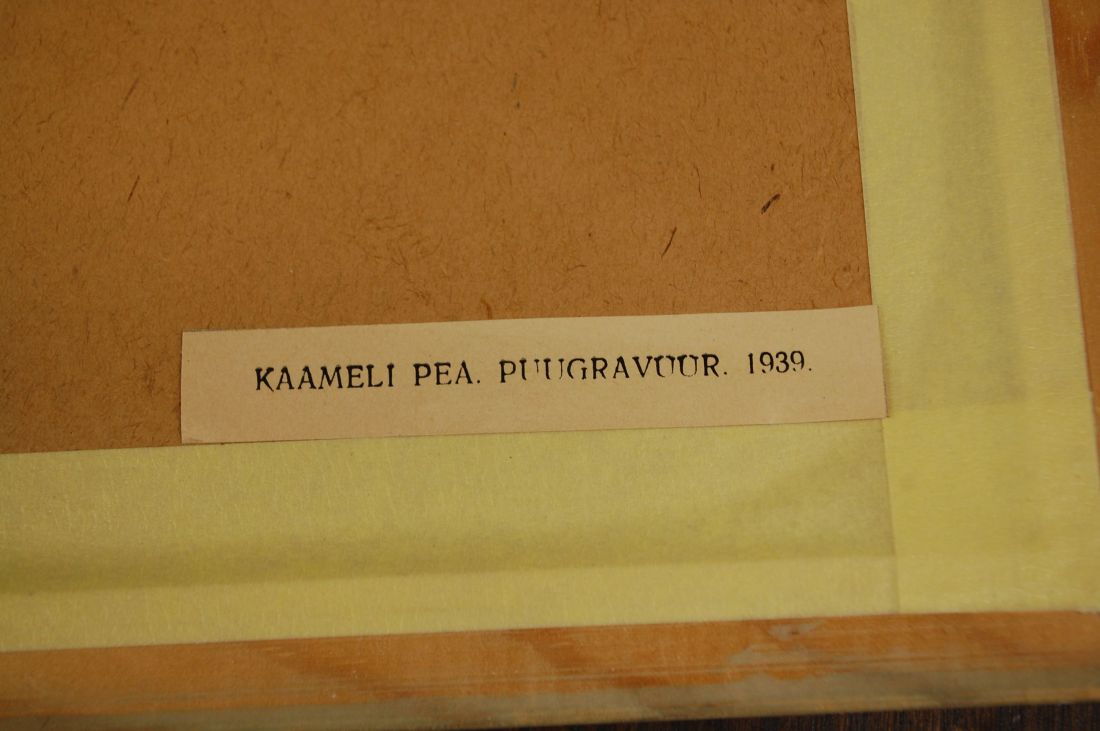 KAAMELI PEA. PUUGRAVUUR. 1939.